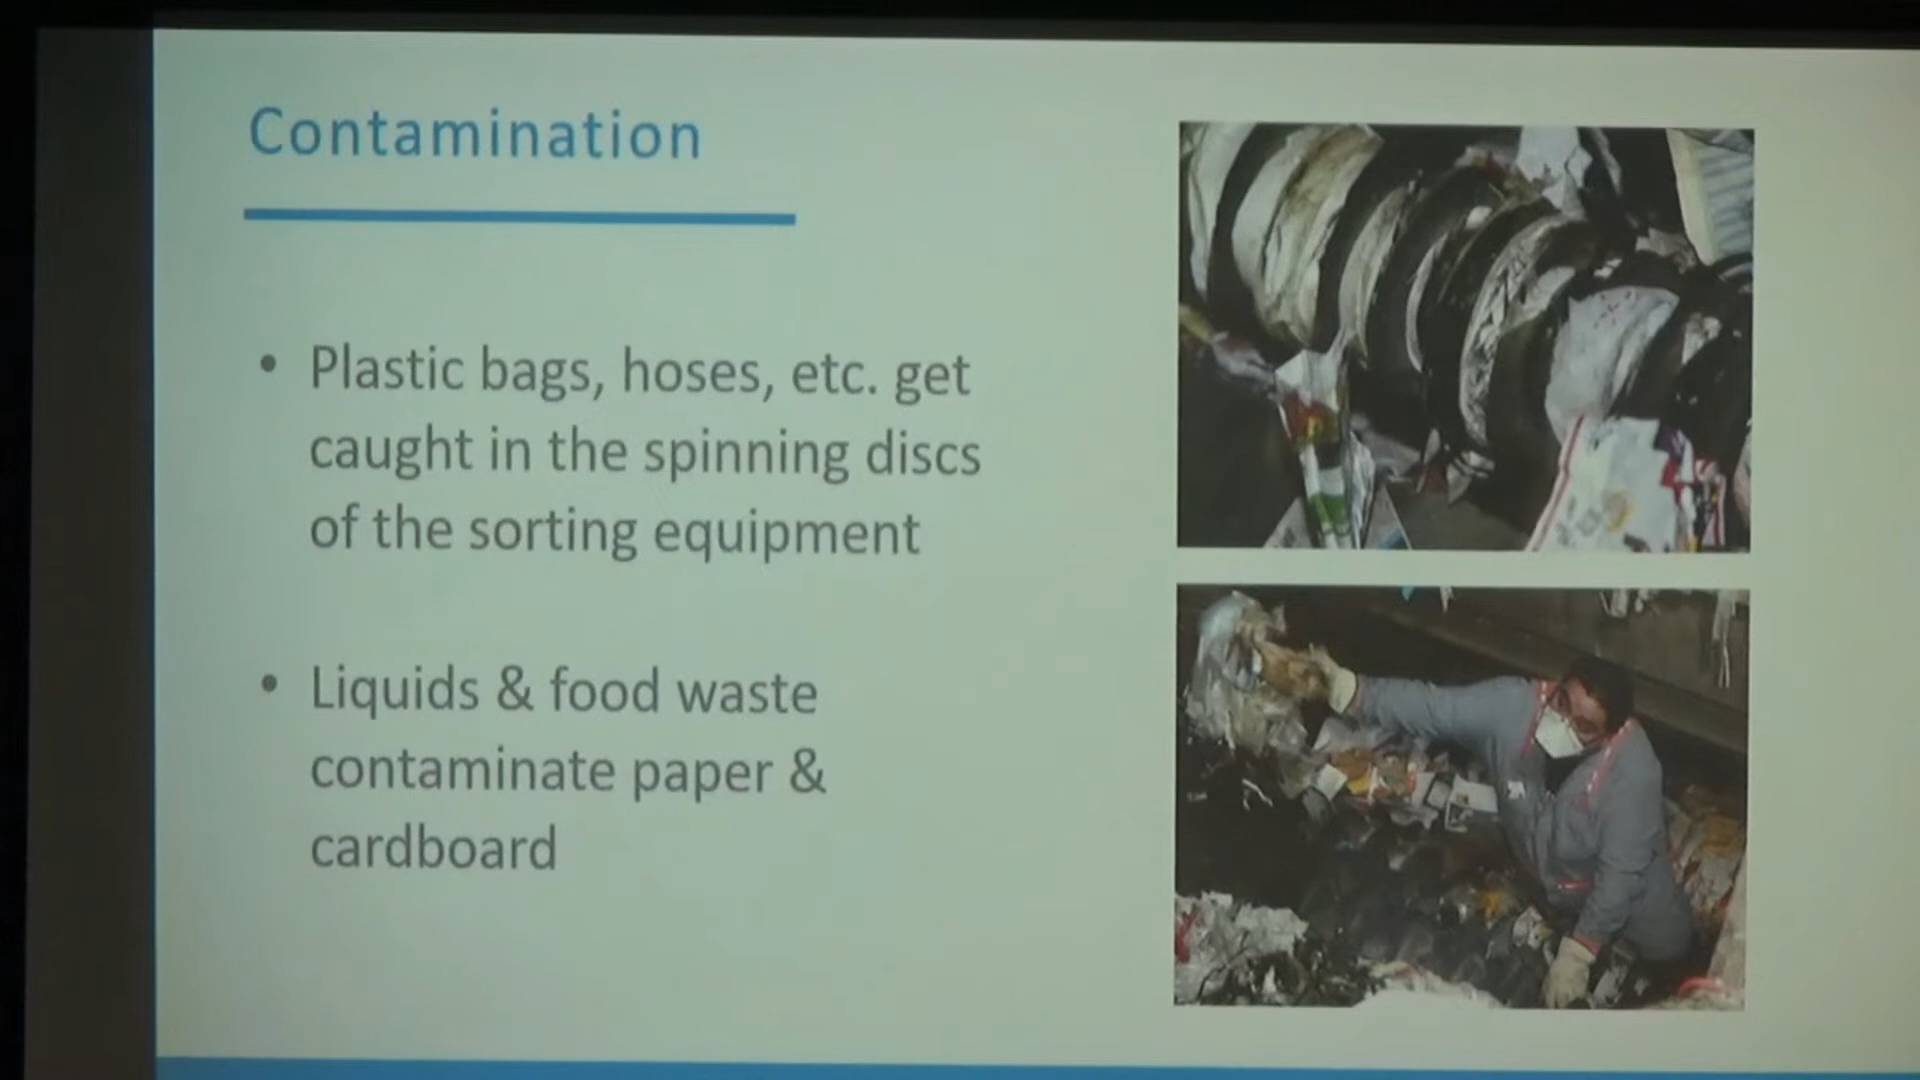 Contamination
• Plastic bags, hoses, etc. get
caught in the spinning discs
of the sorting equipment
• Liquids & food waste
contaminate paper &
cardboard